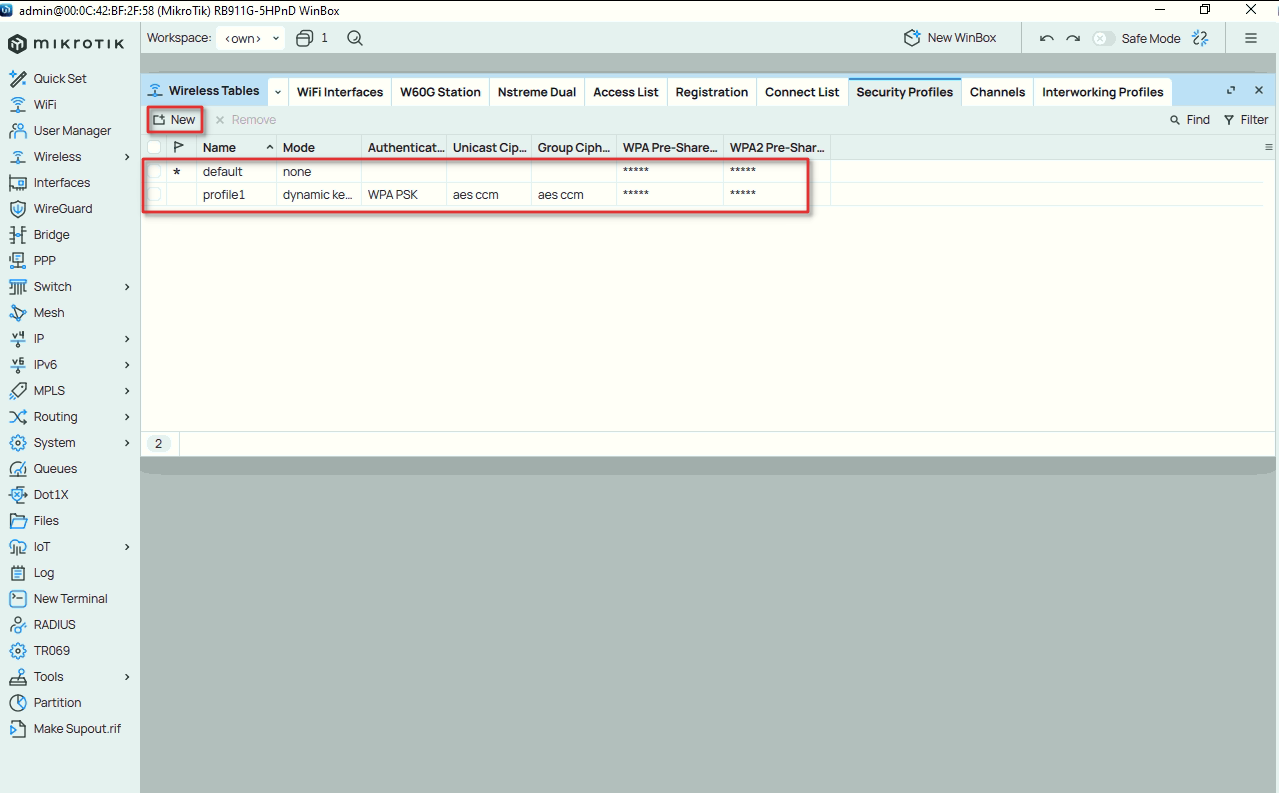 admin@00:0C:42:BF:2F:58 (MikroTik) RB911G-5HPnD WinBox
MIKROTIK
Workspace: <own> 1 New WinBox Safe Mode
Quick Set
WiFi
User Manager
Wireless
Interfaces
WireGuard
Bridge
PPP
Switch
Mesh
IP
IPv6
MPLS
Routing
System
Queues
Dot1X
Files
IoT
Log
New Terminal
RADIUS
TR069
Tools
Partition
Make Supout.rif
Wireless Tables WiFi Interfaces W60G Station Nstreme Dual Access List Registration Connect List Security Profiles Channels Interworking Profiles
New Remove Find Filter
Name Mode Authenticat... Unicast Cip... Group Ciph... WPA Pre-Share... WPA2 Pre-Shar...
* default none ***** *****
profile1 dynamic ke... WPA PSK aes ccm aes ccm ***** *****
2